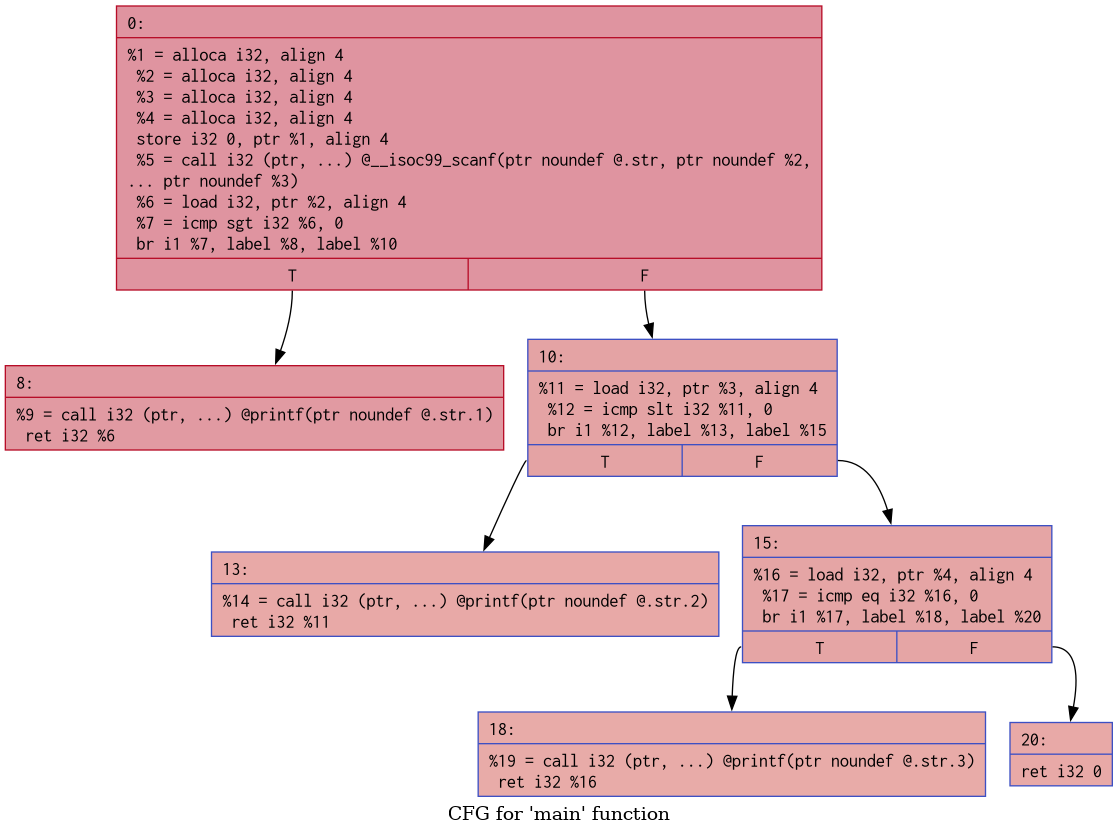 0:
%1 = alloca i32, align 4
%2 = alloca i32, align 4
%3 = alloca i32, align 4
%4 = alloca i32, align 4
store i32 0, ptr %1, align 4
%5 = call i32 (ptr, ...) @__isoc99_scanf(ptr noundef @.str, ptr noundef %2,
... ptr noundef %3)
%6 = load i32, ptr %2, align 4
%7 = icmp sgt i32 %6, 0
br i1 %7, label %8, label %10
T F
8:
%9 = call i32 (ptr, ...) @printf(ptr noundef @.str.1)
ret i32 %6
10:
%11 = load i32, ptr %3, align 4
%12 = icmp slt i32 %11, 0
br i1 %12, label %13, label %15
T F
13:
%14 = call i32 (ptr, ...) @printf(ptr noundef @.str.2)
ret i32 %11
15:
%16 = load i32, ptr %4, align 4
%17 = icmp eq i32 %16, 0
br i1 %17, label %18, label %20
T F
18:
%19 = call i32 (ptr, ...) @printf(ptr noundef @.str.3)
ret i32 %16
20:
ret i32 0
CFG for 'main' function